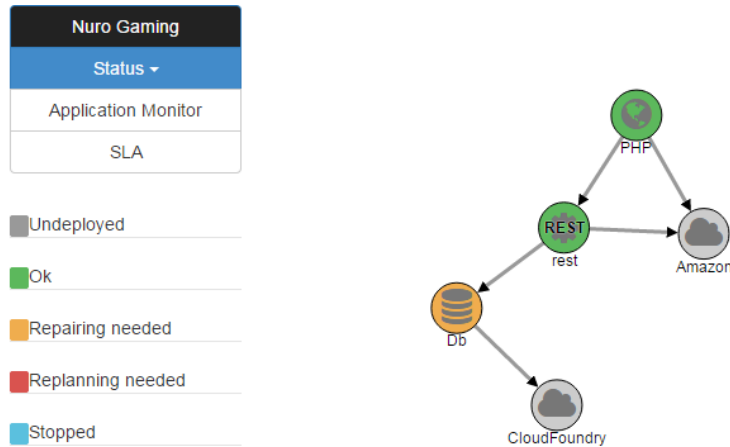 Nuro Gaming
Status
Application Monitor
SLA
Undeployed
Ok
Repairing needed
Replanning needed
Stopped
PHP
REST
rest
Amazon
Db
CloudFoundry